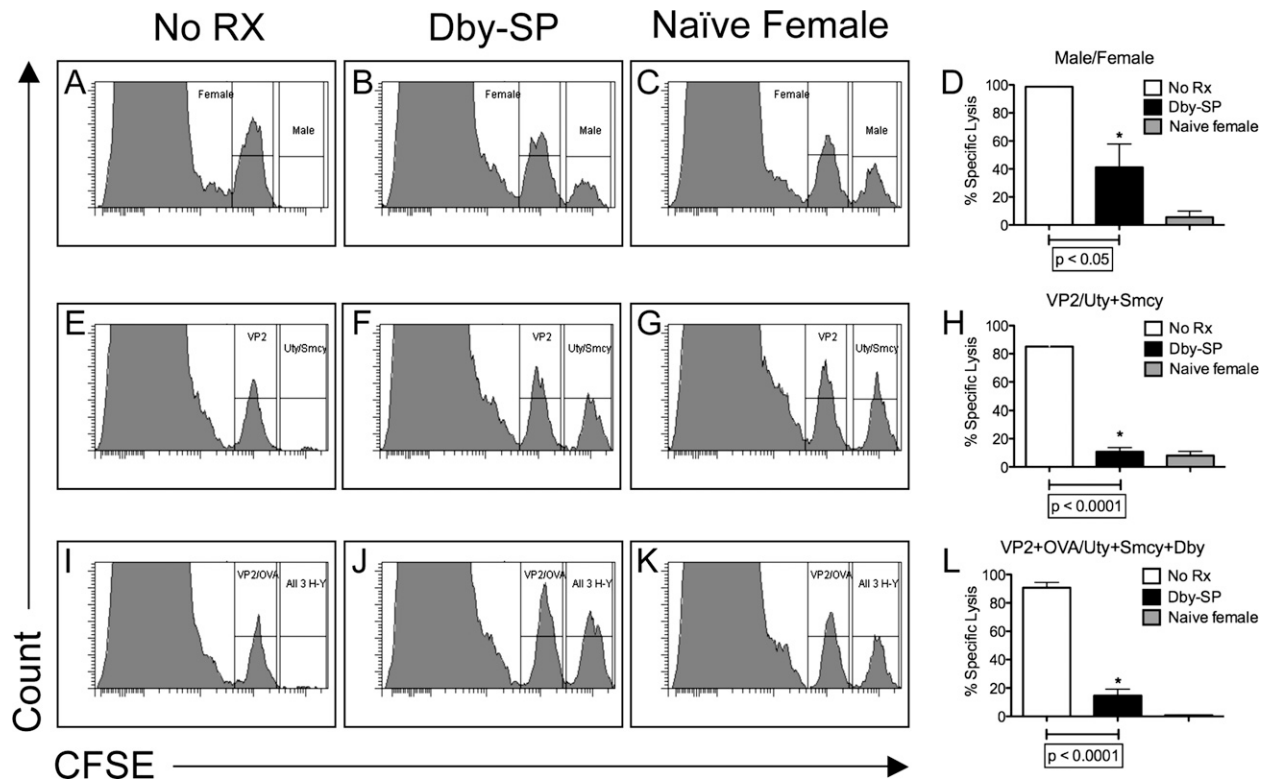 No RX
Dby-SP
Naïve Female
A
Female
Male
B
Female
Male
C
Female
Male
D
Male/Female
No Rx
Dby-SP
Naive female
% Specific Lysis
100
80
60
40
20
0
*
p < 0.05
E
VP2
Uty/Smcy
F
VP2
Uty/Smcy
G
VP2
Uty/Smcy
H
VP2/Uty+Smcy
No Rx
Dby-SP
Naive female
% Specific Lysis
100
80
60
40
20
0
*
p < 0.0001
I
VP2/OVA
All 3 H-Y
J
VP2/OVA
All 3 H-Y
K
VP2/OVA
All 3 H-Y
L
VP2+OVA/Uty+Smcy+Dby
No Rx
Dby-SP
Naive female
% Specific Lysis
100
80
60
40
20
0
*
p < 0.0001
Count
CFSE